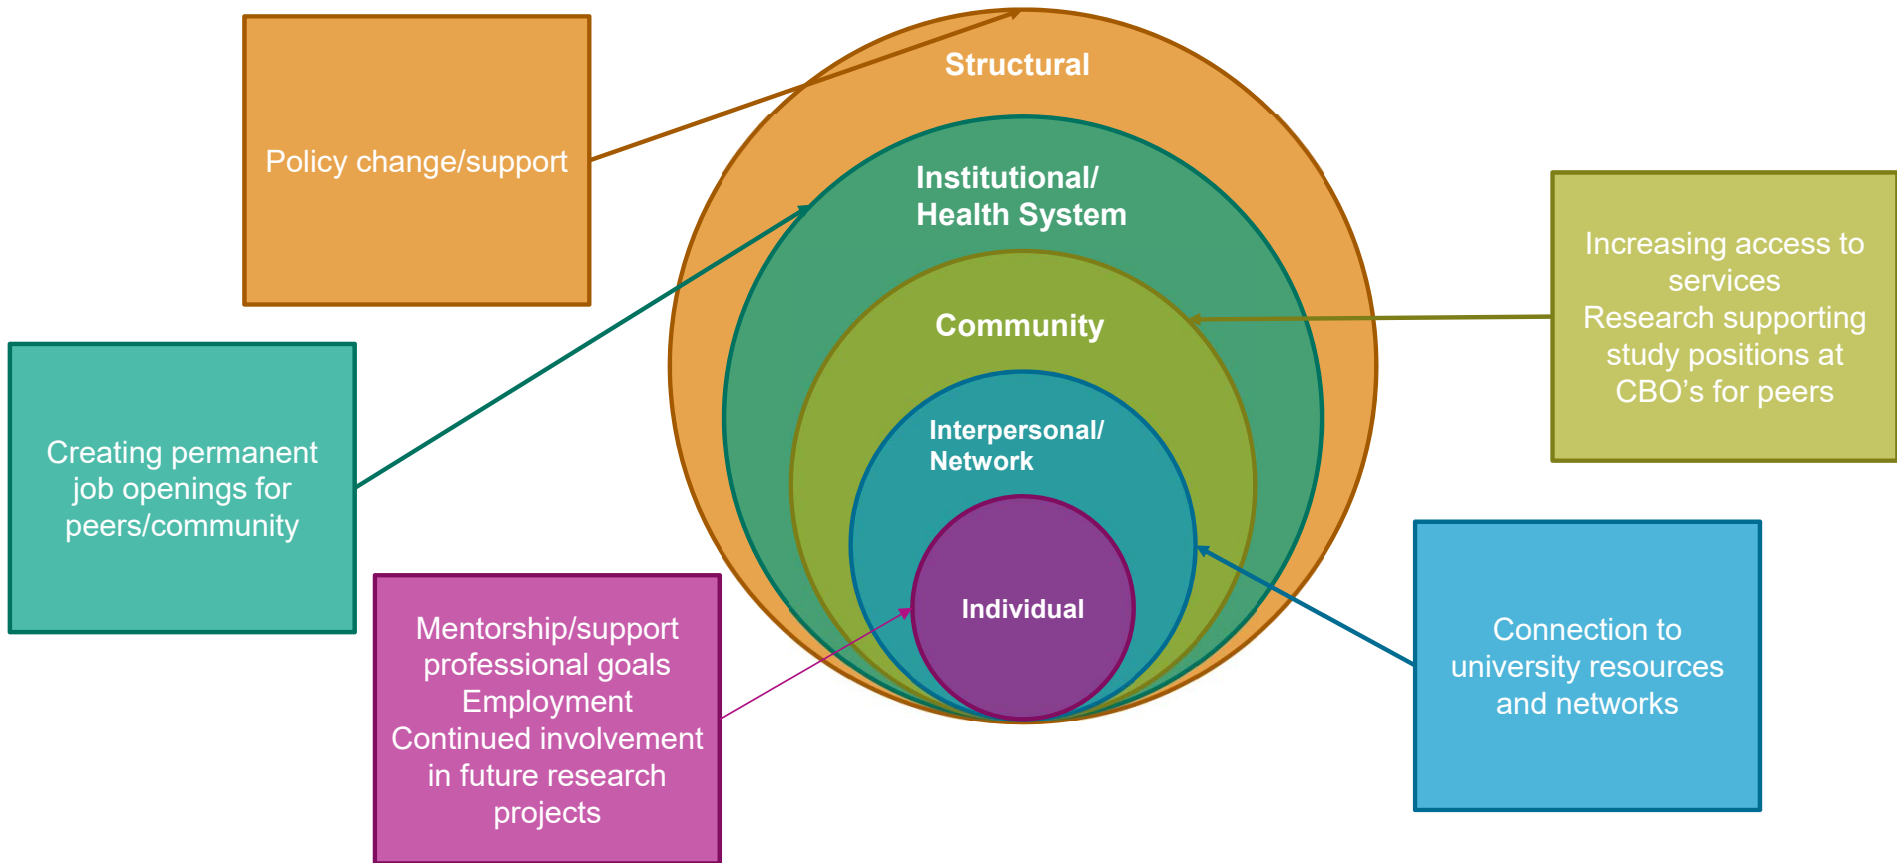 Structural
Policy change/support
Institutional/
Health System
Increasing access to
services
Research supporting
study positions at
CBO’s for peers
Community
Interpersonal/
Network
Creating permanent
job openings for
peers/community
Individual
Mentorship/support
professional goals
Employment
Continued involvement
in future research
projects
Connection to
university resources
and networks